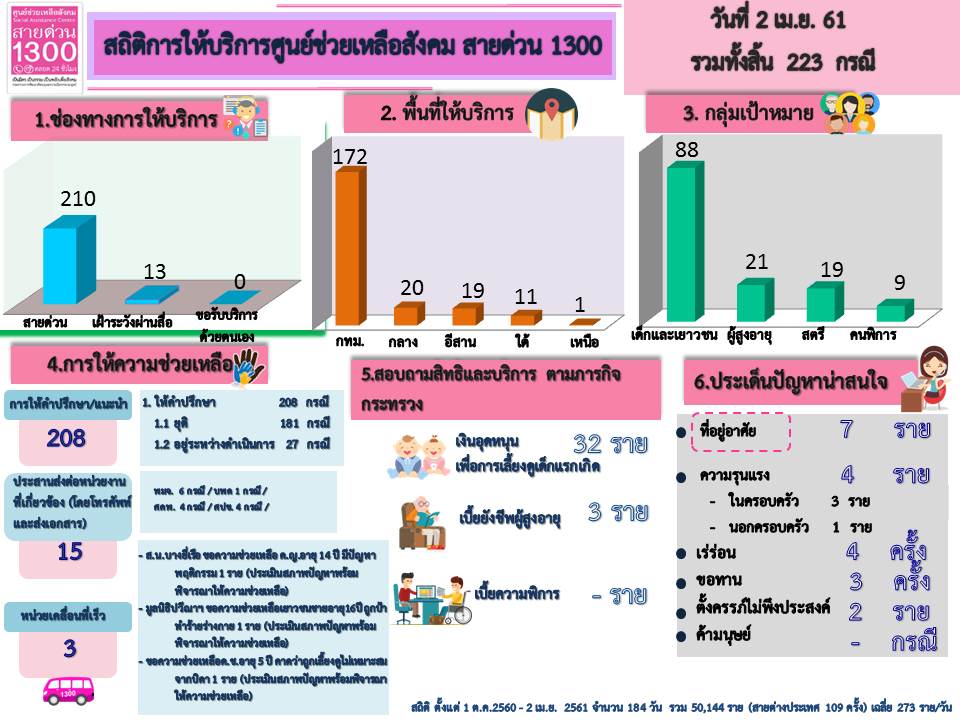 ศูนย์ช่วยเหลือสังคม
Social Assistance Center
สายด่วน
1300
ตลอด 24 ชั่วโมง
สถิติการให้บริการศูนย์ช่วยเหลือสังคม สายด่วน 1300
วันที่ 2 เม.ย. 61
รวมทั้งสิ้น 223 กรณี
1.ช่องทางการให้บริการ
210
13
0
สายด่วน เฝ้าระวังผ่านสื่อ ขอรับบริการ
ด้วยตนเอง
2. พื้นที่ให้บริการ
172
20
19
11
1
กทม. กลาง อีสาน ใต้ เหนือ
3. กลุ่มเป้าหมาย
88
21
19
9
เด็กและเยาวชน ผู้สูงอายุ สตรี คนพิการ
4.การให้ความช่วยเหลือ
การให้คำปรึกษา/แนะนำ
208
1. ให้คำปรึกษา 208 กรณี
1.1 ยุติ 181 กรณี
1.2 อยู่ระหว่างดำเนินการ 27 กรณี
ประสานส่งต่อหน่วยงาน
ที่เกี่ยวข้อง (โดยโทรศัพท์
และส่งเอกสาร)
15
พมจ. 6 กรณี / บพด 1 กรณี /
สดพ. 4 กรณี / สปข. 4 กรณี /
หน่วยเคลื่อนที่เร็ว
3
1300
- ส.น.บางยี่เรือ ขอความช่วยเหลือ ด.ญ.อายุ 14 ปี มีปัญหา
พฤติกรรม 1 ราย (ประเมินสภาพปัญหาพร้อม
พิจารณาให้ความช่วยเหลือ)
- มูลนิธิปวีณาฯ ขอความช่วยเหลือเยาวชนชายอายุ16ปี ถูกป้า
ทำร้ายร่างกาย 1 ราย (ประเมินสภาพปัญหาพร้อม
พิจารณาให้ความช่วยเหลือ)
- ขอความช่วยเหลือด.ช.อายุ 5 ปี คาดว่าถูกเลี้ยงดูไม่เหมาะสม
จากบิดา 1 ราย (ประเมินสภาพปัญหาพร้อมพิจารณา
ให้ความช่วยเหลือ)
5.สอบถามสิทธิและบริการ ตามภารกิจ
กระทรวง
เงินอุดหนุน 32 ราย
เพื่อการเลี้ยงดูเด็กแรกเกิด
เบี้ยยังชีพผู้สูงอายุ 3 ราย
เบี้ยความพิการ - ราย
6.ประเด็นปัญหาน่าสนใจ
ที่อยู่อาศัย 7 ราย
ความรุนแรง 4 ราย
- ในครอบครัว 3 ราย
- นอกครอบครัว 1 ราย
เร่ร่อน 4 ครั้ง
ขอทาน 3 ครั้ง
ตั้งครรภ์ไม่พึงประสงค์ 2 ราย
ค้ามนุษย์ - กรณี
สถิติ ตั้งแต่ 1 ต.ค.2560 - 2 เม.ย. 2561 จำนวน 184 วัน รวม 50,144 ราย (สายต่างประเทศ 109 ครั้ง) เฉลี่ย 273 ราย/วัน